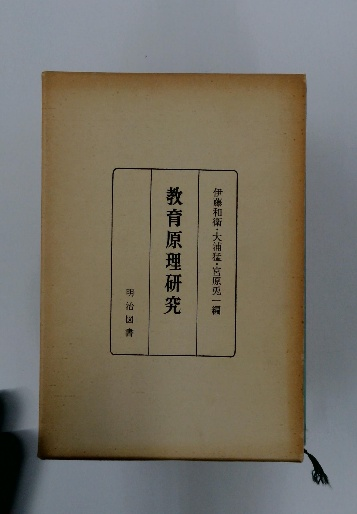 伊藤和衛・大浦猛・宮原兎一編
教育原理研究
明治図書